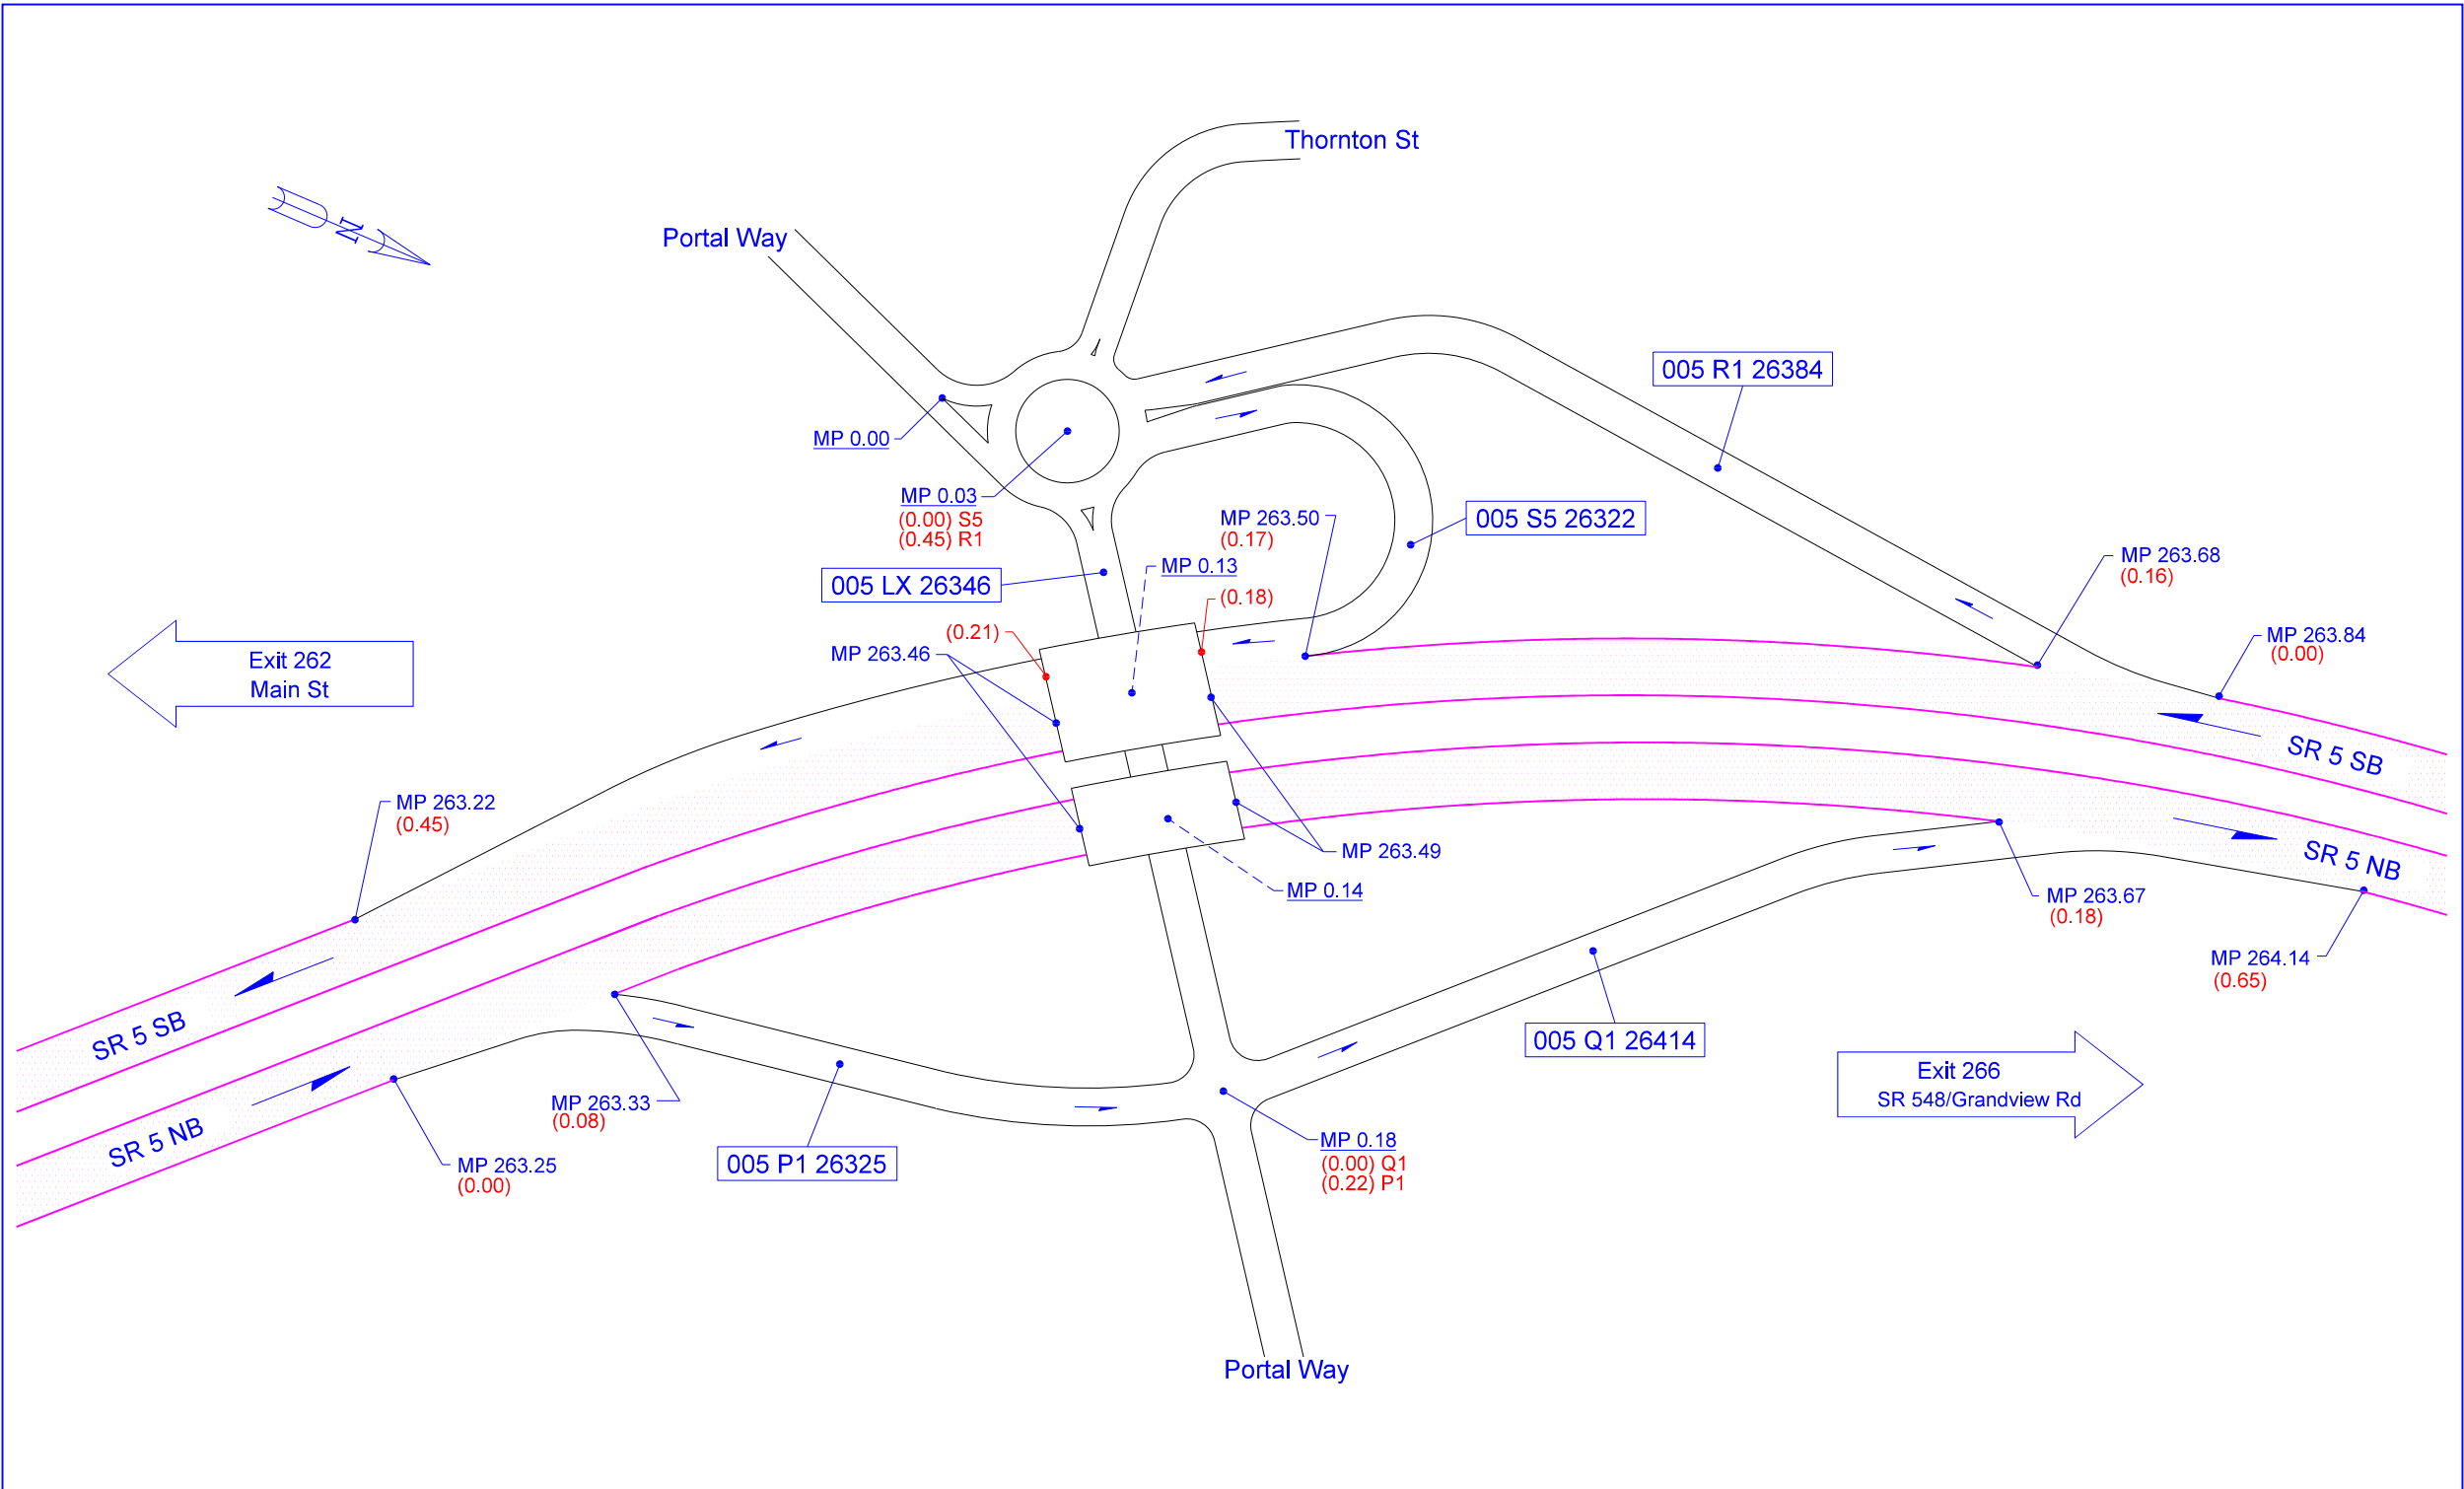 Thornton St
N
Portal Way
005 R1 26384
MP 0.00
MP 0.03
(0.00) S5
(0.45) R1
MP 263.50
(0.17)
005 S5 26322
MP 0.13
005 LX 26346
(0.18)
MP 263.68
(0.16)
(0.21)
MP 263.46
MP 263.84
(0.00)
Exit 262
Main St
SR 5 SB
MP 263.22
(0.45)
MP 263.49
SR 5 NB
MP 0.14
MP 263.67
(0.18)
MP 264.14
(0.65)
SR 5 SB
005 Q1 26414
Exit 266
SR 548/Grandview Rd
MP 263.33
(0.08)
SR 5 NB
MP 263.25
(0.00)
005 P1 26325
MP 0.18
(0.00) Q1
(0.22) P1
Portal Way